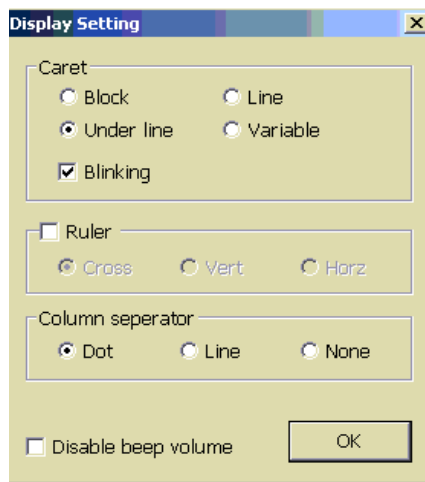 Display Setting
Caret
Block Line
Under line Variable
Blinking
Ruler
Cross Vert Horz
Column seperator
Dot Line None
Disable beep volume OK